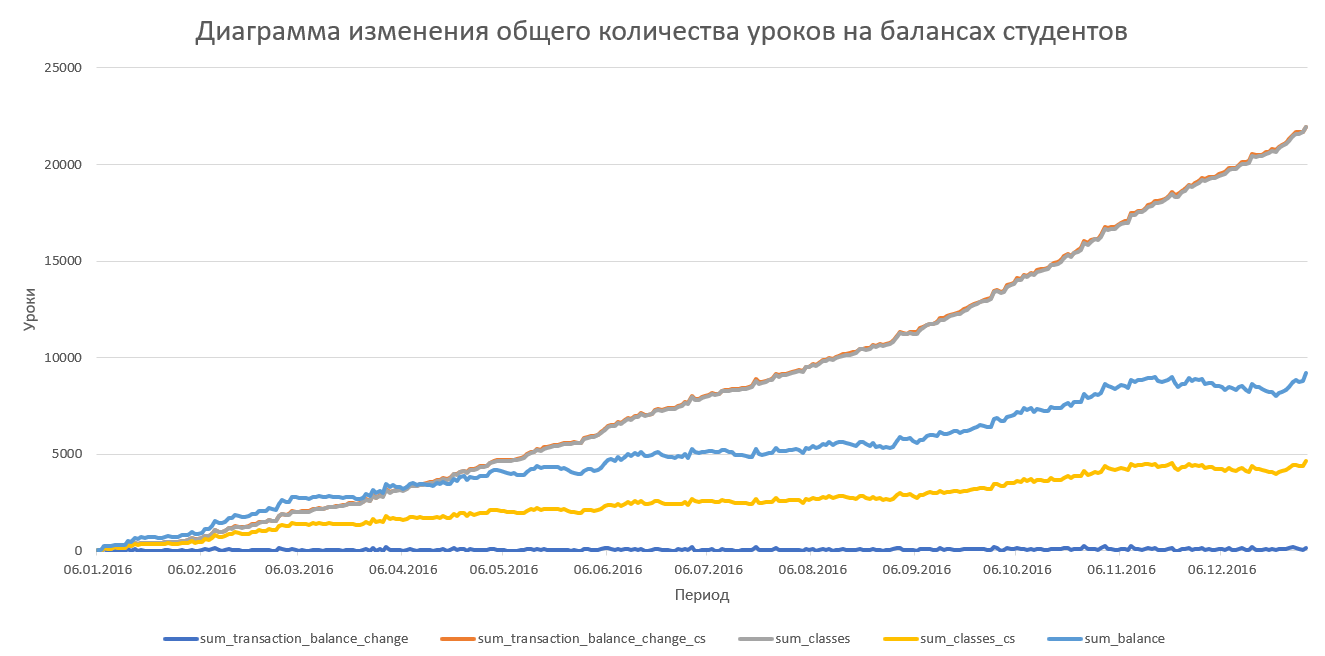 Диаграмма изменения общего количества уроков на балансах студентов
25000
20000
15000
10000
5000
0
Уроки
06.01.2016 06.02.2016 06.03.2016 06.04.2016 06.05.2016 06.06.2016 06.07.2016 06.08.2016 06.09.2016 06.10.2016 06.11.2016 06.12.2016
Период
sum_transaction_balance_change sum_transaction_balance_change_cs sum_classes sum_classes_cs sum_balance